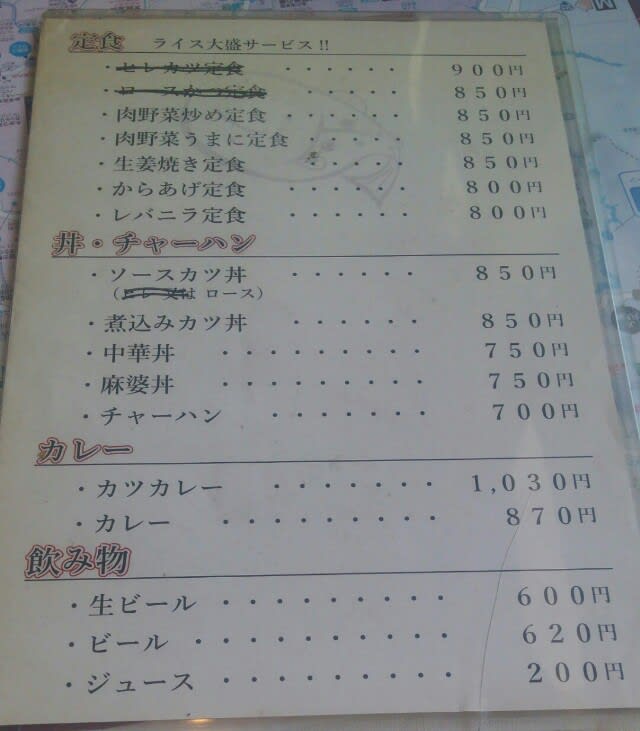 定食 ライス大盛サービス!!
・ヒレカツ定食 ・・・・・・ 900円
・ロースかつ定食 ・・・・・・ 850円
・肉野菜炒め定食・・・・・・ 850円
・肉野菜うまに定食 ・・・・・ 850円
・生姜焼き定食 ・・・・・ 850円
・からあげ定食 ・・・・・・ 800円
・レバニラ定食 ・・・・・・ 800円
丼・チャーハン
・ソースカツ丼 ・・・・・・ 850円
(ヒレ又は ロース)
・煮込みカツ丼 ・・・・・・ 850円
・中華丼 ・・・・・・・・ 750円
・麻婆丼 ・・・・・・・・ 750円
・チャーハン ・・・・・・・ 700円
カレー
・カツカレー ・・・・・・・ 1,030円
・カレー ・・・・・・・・・ 870円
飲み物
・生ビール ・・・・・・・・・ 600円
・ビール ・・・・・・・・・・ 620円
・ジュース ・・・・・・・・・ 200円